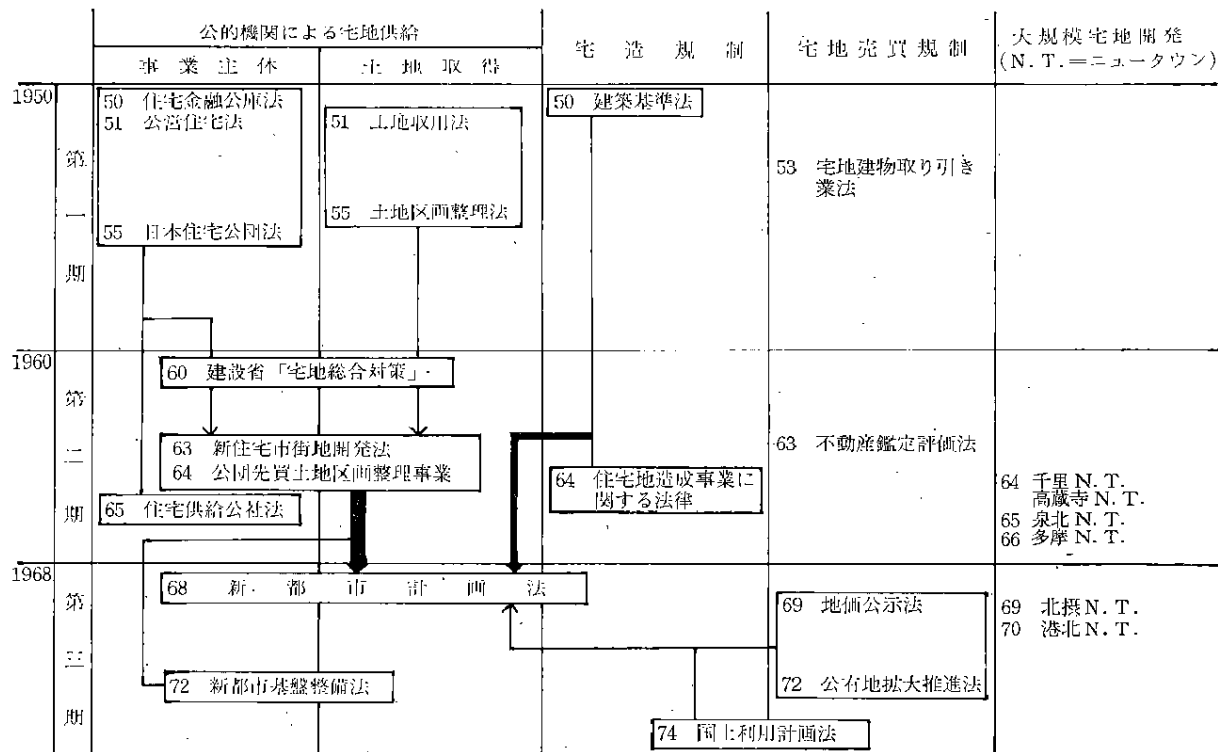 公的機関による宅地供給
事業主体
土地取得
宅造規制
宅地売買規制
大規模宅地開発
(N.T.=ニュータウン)
1950
第一期
50 住宅金融公庫法
51 公営住宅法
55 日本住宅公団法
51 土地収用法
55 土地区画整理法
50 建築基準法
53 宅地建物取り引き
業法
1960
第二期
60 建設省「宅地総合対策」
63 新住宅市街地開発法
64 公団先買土地区画整理事業
65 住宅供給公社法
64 住宅地造成事業に
関する法律
63 不動産鑑定評価法
64 千里N.T.
高蔵寺N.T.
65 泉北N.T.
66 多摩N.T.
1968
第三期
68 新都市計画法
69 地価公示法
72 公有地拡大推進法
69 北摂N.T.
70 港北N.T.
72 新都市基盤整備法
74 国土利用計画法